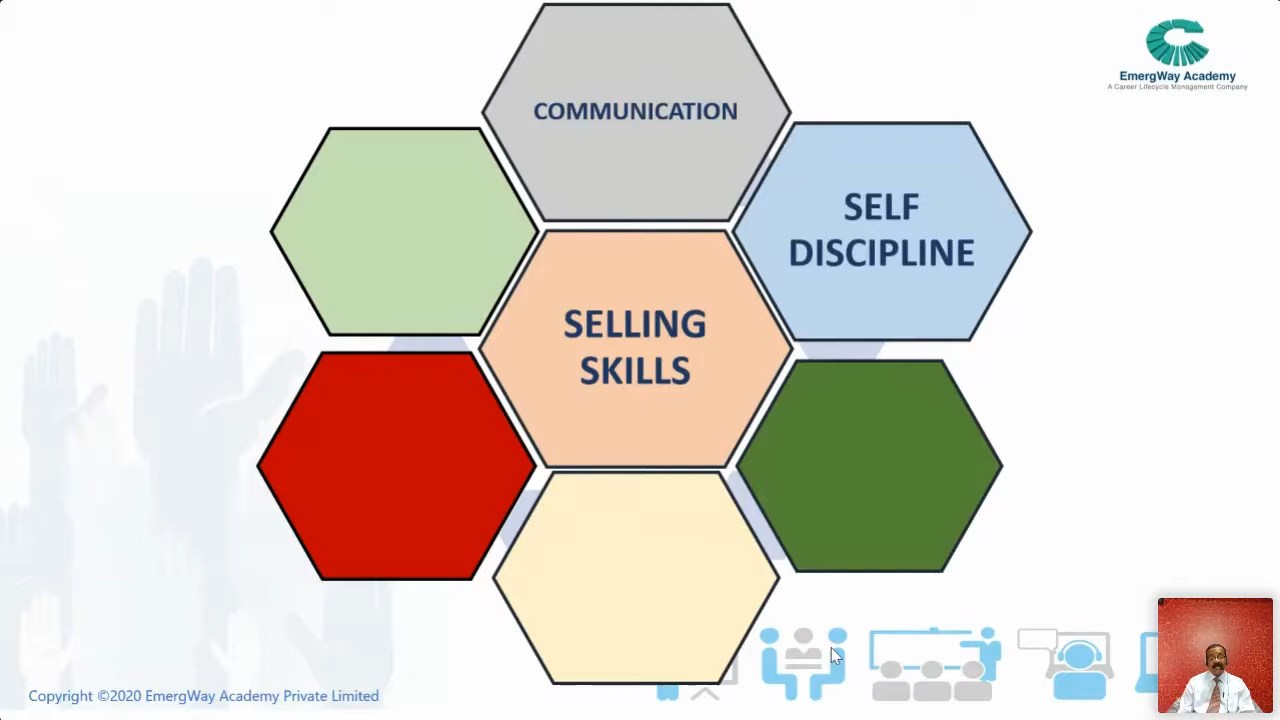 COMMUNICATION
EmergWay Academy
A Career Lifecycle Management Company
SELF
DISCIPLINE
SELLING
SKILLS
Copyright ©2020 EmergWay Academy Private Limited